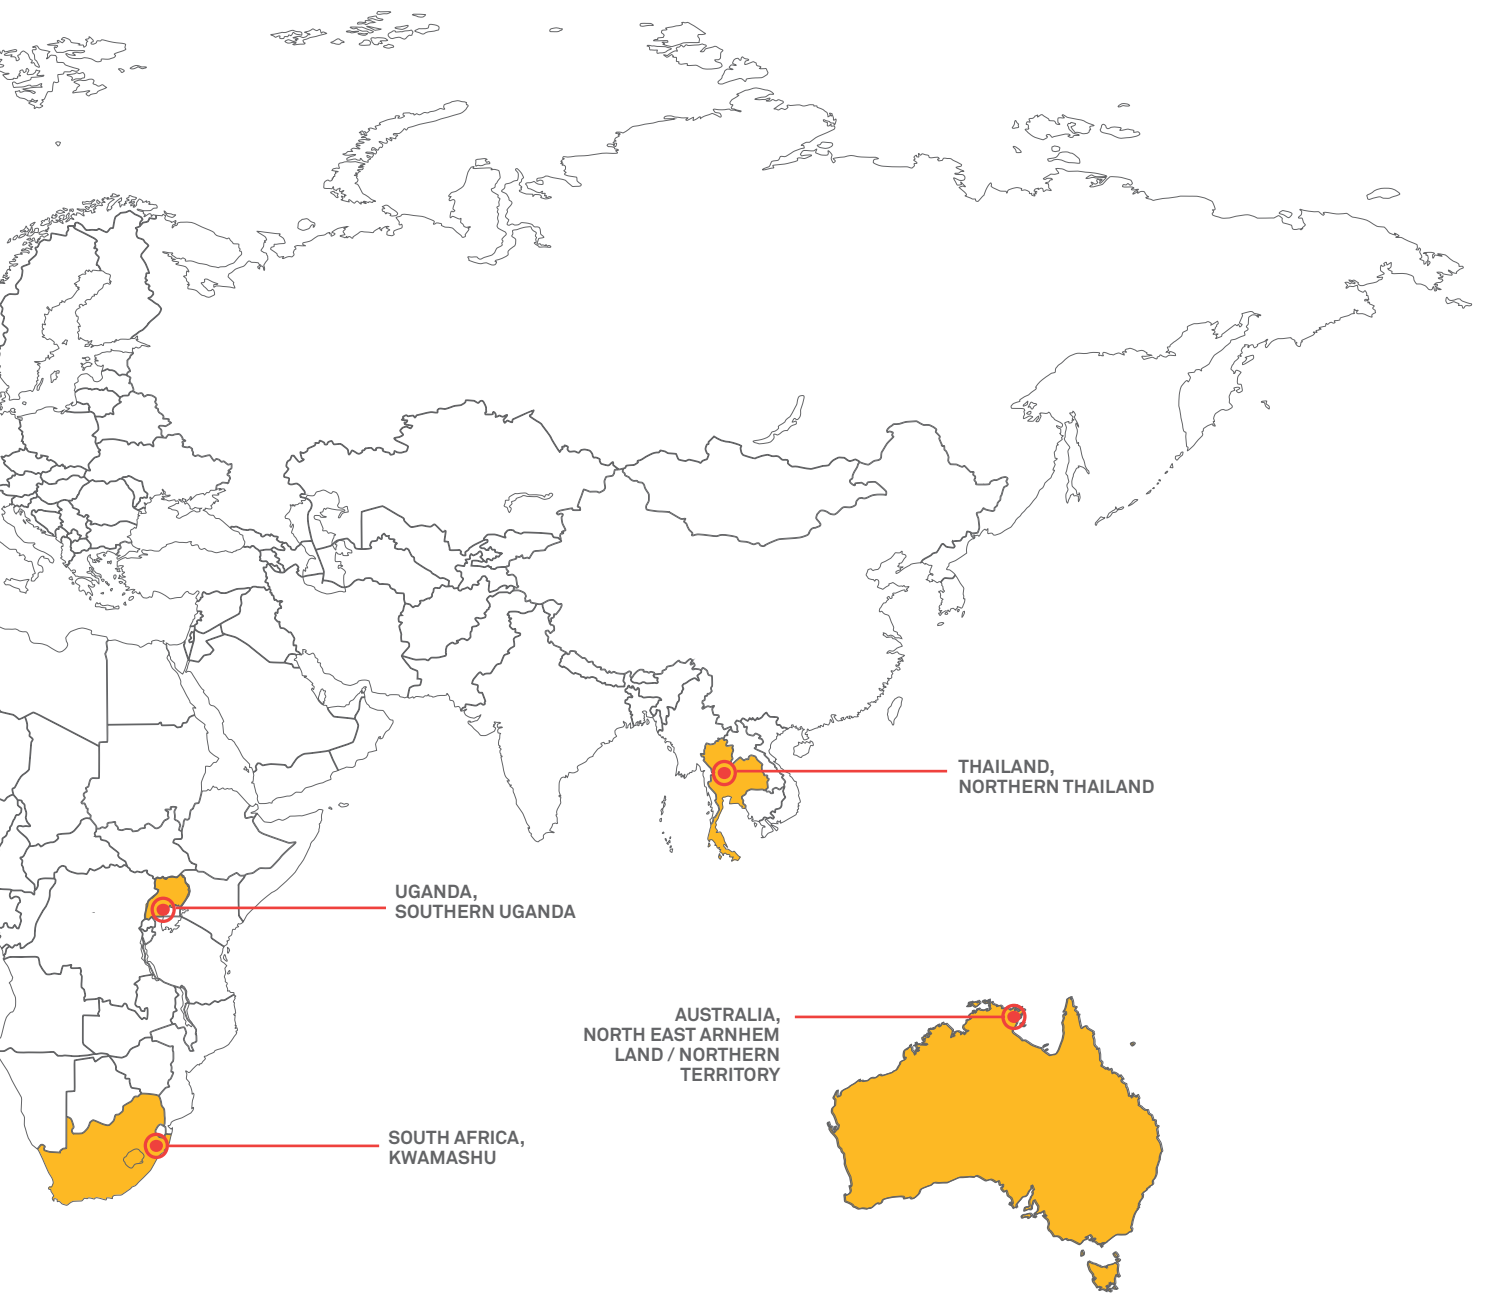 THAILAND,
NORTHERN THAILAND
UGANDA,
SOUTHERN UGANDA
AUSTRALIA,
NORTH EAST ARNHEM
LAND / NORTHERN
TERRITORY
SOUTH AFRICA,
KWAMASHU